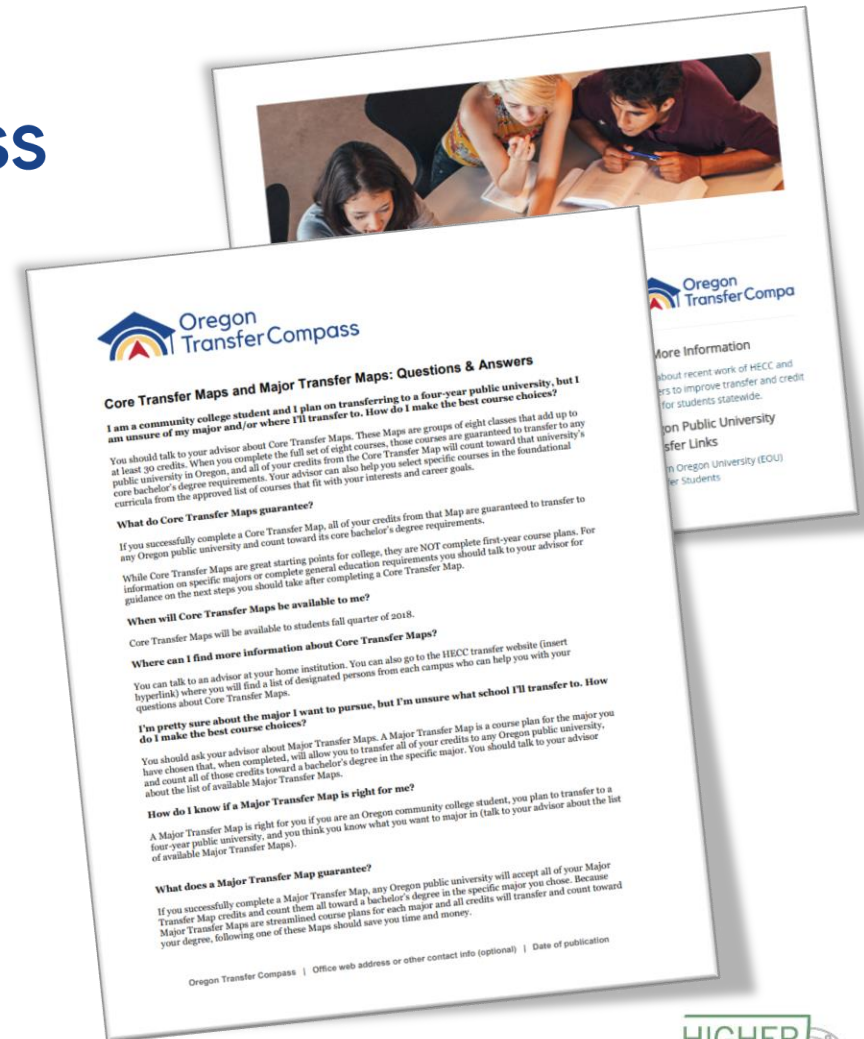 ss
Oregon
TransferCompa
More Information
about recent work of HECC and
ers to improve transfer and credit
for students statewide.
on Public University
sfer Links
n Oregon University (EOU)
er Students
Oregon
TransferCompass
Core Transfer Maps and Major Transfer Maps: Questions & Answers
I am a community college student and I plan on transferring to a four-year public university, but I
am unsure of my major and/or where I'll transfer to. How do I make the best course choices?
You should talk to your advisor about Core Transfer Maps. These Maps are groups of eight classes that add up to
at least 30 credits. When you complete the full set of eight courses, those courses are guaranteed to transfer to any
public university in Oregon, and all of your credits from the Core Transfer Map will count toward that university's
core bachelor's degree requirements. Your advisor can also help you select specific courses in the foundational
curricula from the approved list of courses that fit with your interests and career goals.
What do Core Transfer Maps guarantee?
If you successfully complete a Core Transfer Map, all of your credits from that Map are guaranteed to transfer to
any Oregon public university and count toward its core bachelor's degree requirements.
While Core Transfer Maps are great starting points for college, they are NOT complete first-year course plans. For
information on specific majors or complete general education requirements you should talk to your advisor for
guidance on the next steps you should take after completing a Core Transfer Map.
When will Core Transfer Maps be available to me?
Core Transfer Maps will be available to students fall quarter of 2018.
Where can I find more information about Core Transfer Maps?
You can talk to an advisor at your home institution. You can also go to the HECC transfer website (insert
hyperlink) where you will find a list of designated persons from each campus who can help you with your
questions about Core Transfer Maps.
I'm pretty sure about the major I want to pursue, but I'm unsure what school I'll transfer to. How
do I make the best course choices?
You should ask your advisor about Major Transfer Maps. A Major Transfer Map is a course plan for the major you
have chosen that, when completed, will allow you to transfer all of your credits to any Oregon public university,
and count all of those credits toward a bachelor's degree in the specific major. You should talk to your advisor
about the list of available Major Transfer Maps.
How do I know if a Major Transfer Map is right for me?
A Major Transfer Map is right for you if you are an Oregon community college student, you plan to transfer to a
four-year public university, and you think you know what you want to major in (talk to your advisor about the list
of available Major Transfer Maps).
What does a Major Transfer Map guarantee?
If you successfully complete a Major Transfer Map, any Oregon public university will accept all of your Major
Transfer Map credits and count them all toward a bachelor's degree in the specific major you chose. Because
Major Transfer Maps are streamlined course plans for each major and all credits will transfer and count toward
your degree, following one of these Maps should save you time and money.
Oregon Transfer Compass | Office web address or other contact info (optional) | Date of publication
HIGHER